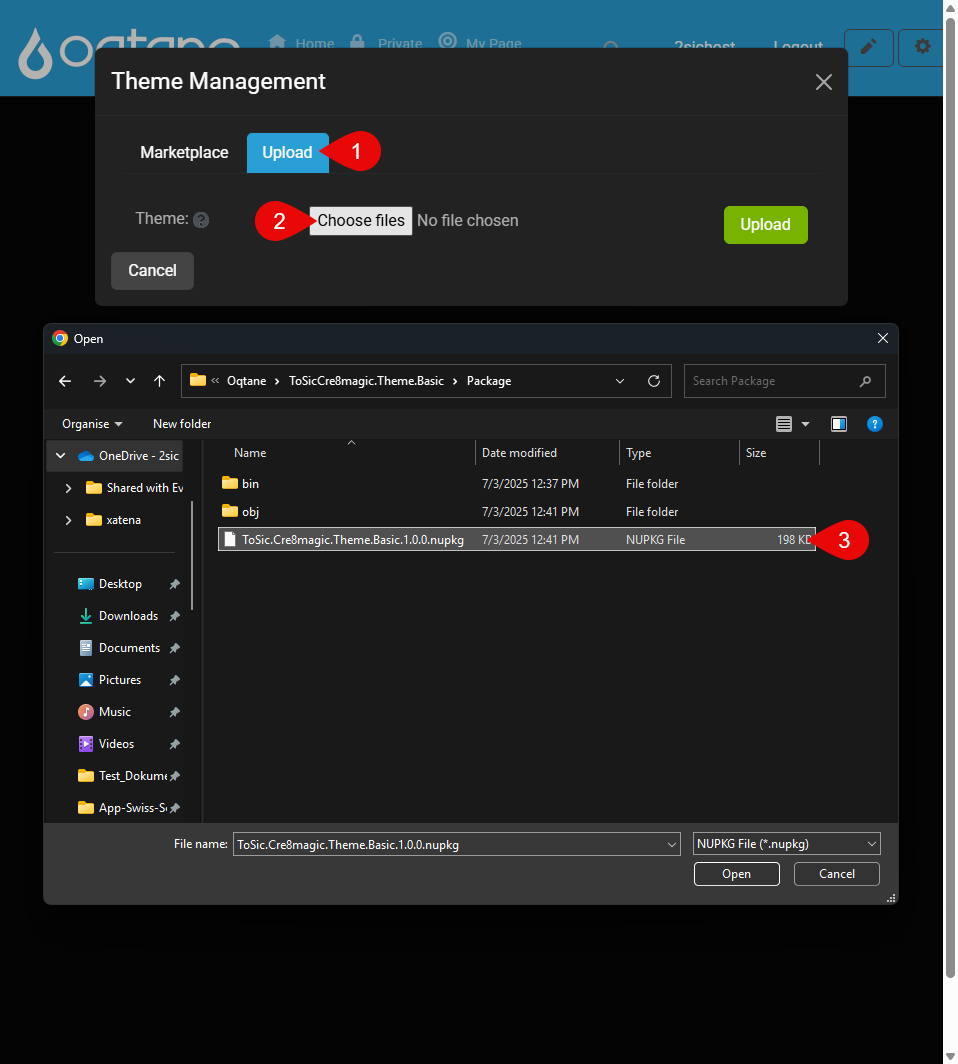 oqtane Home Private My Page 2sichost Logout
Theme Management
Marketplace Upload 1
Theme: ? 2 Choose files No file chosen Upload
Cancel
Open
« Oqtane > ToSicCre8magic.Theme.Basic > Package Search Package
Organise New folder ?
OneDrive - 2sic Name Date modified Type Size
Shared with Ev bin 7/3/2025 12:37 PM File folder
obj 7/3/2025 12:41 PM File folder
xatena ToSic.Cre8magic.Theme.Basic.1.0.0.nupkg 7/3/2025 12:41 PM NUPKG File 198 KD 3
Desktop
Downloads
Documents
Pictures
Music
Videos
Test_Dokume
App-Swiss-Se
File name: ToSic.Cre8magic.Theme.Basic.1.0.0.nupkg NUPKG File (*.nupkg)
Open Cancel